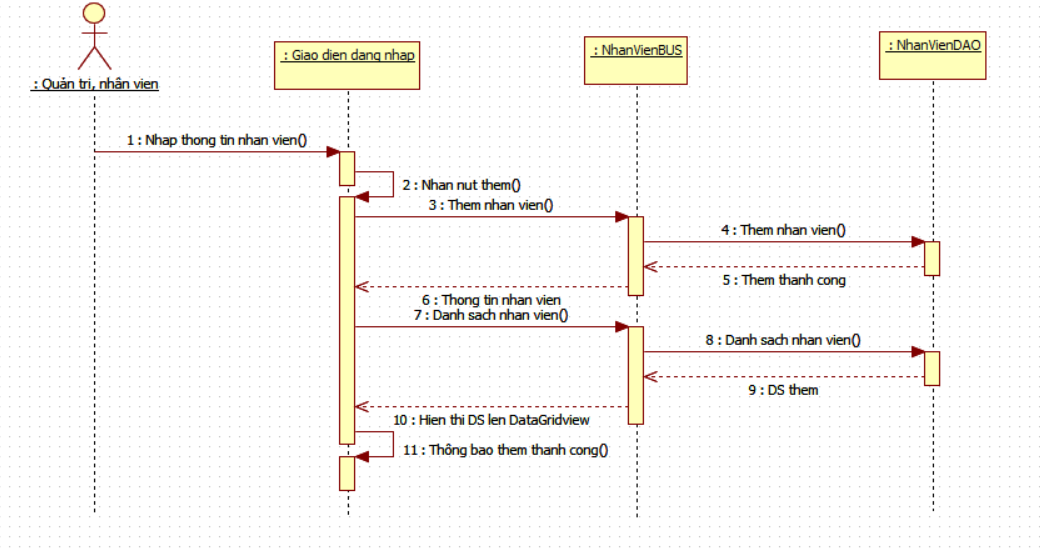 : Quản trị, nhân viên
: Giao dien dang nhap
: NhanVienBUS
: NhanVienDAO
1 : Nhap thong tin nhan vien()
2 : Nhan nut them()
3 : Them nhan vien()
4 : Them nhan vien()
5 : Them thanh cong
6 : Thong tin nhan vien
7 : Danh sach nhan vien()
8 : Danh sach nhan vien()
9 : DS them
10 : Hien thi DS len DataGridview
11 : Thông bao them thanh cong()